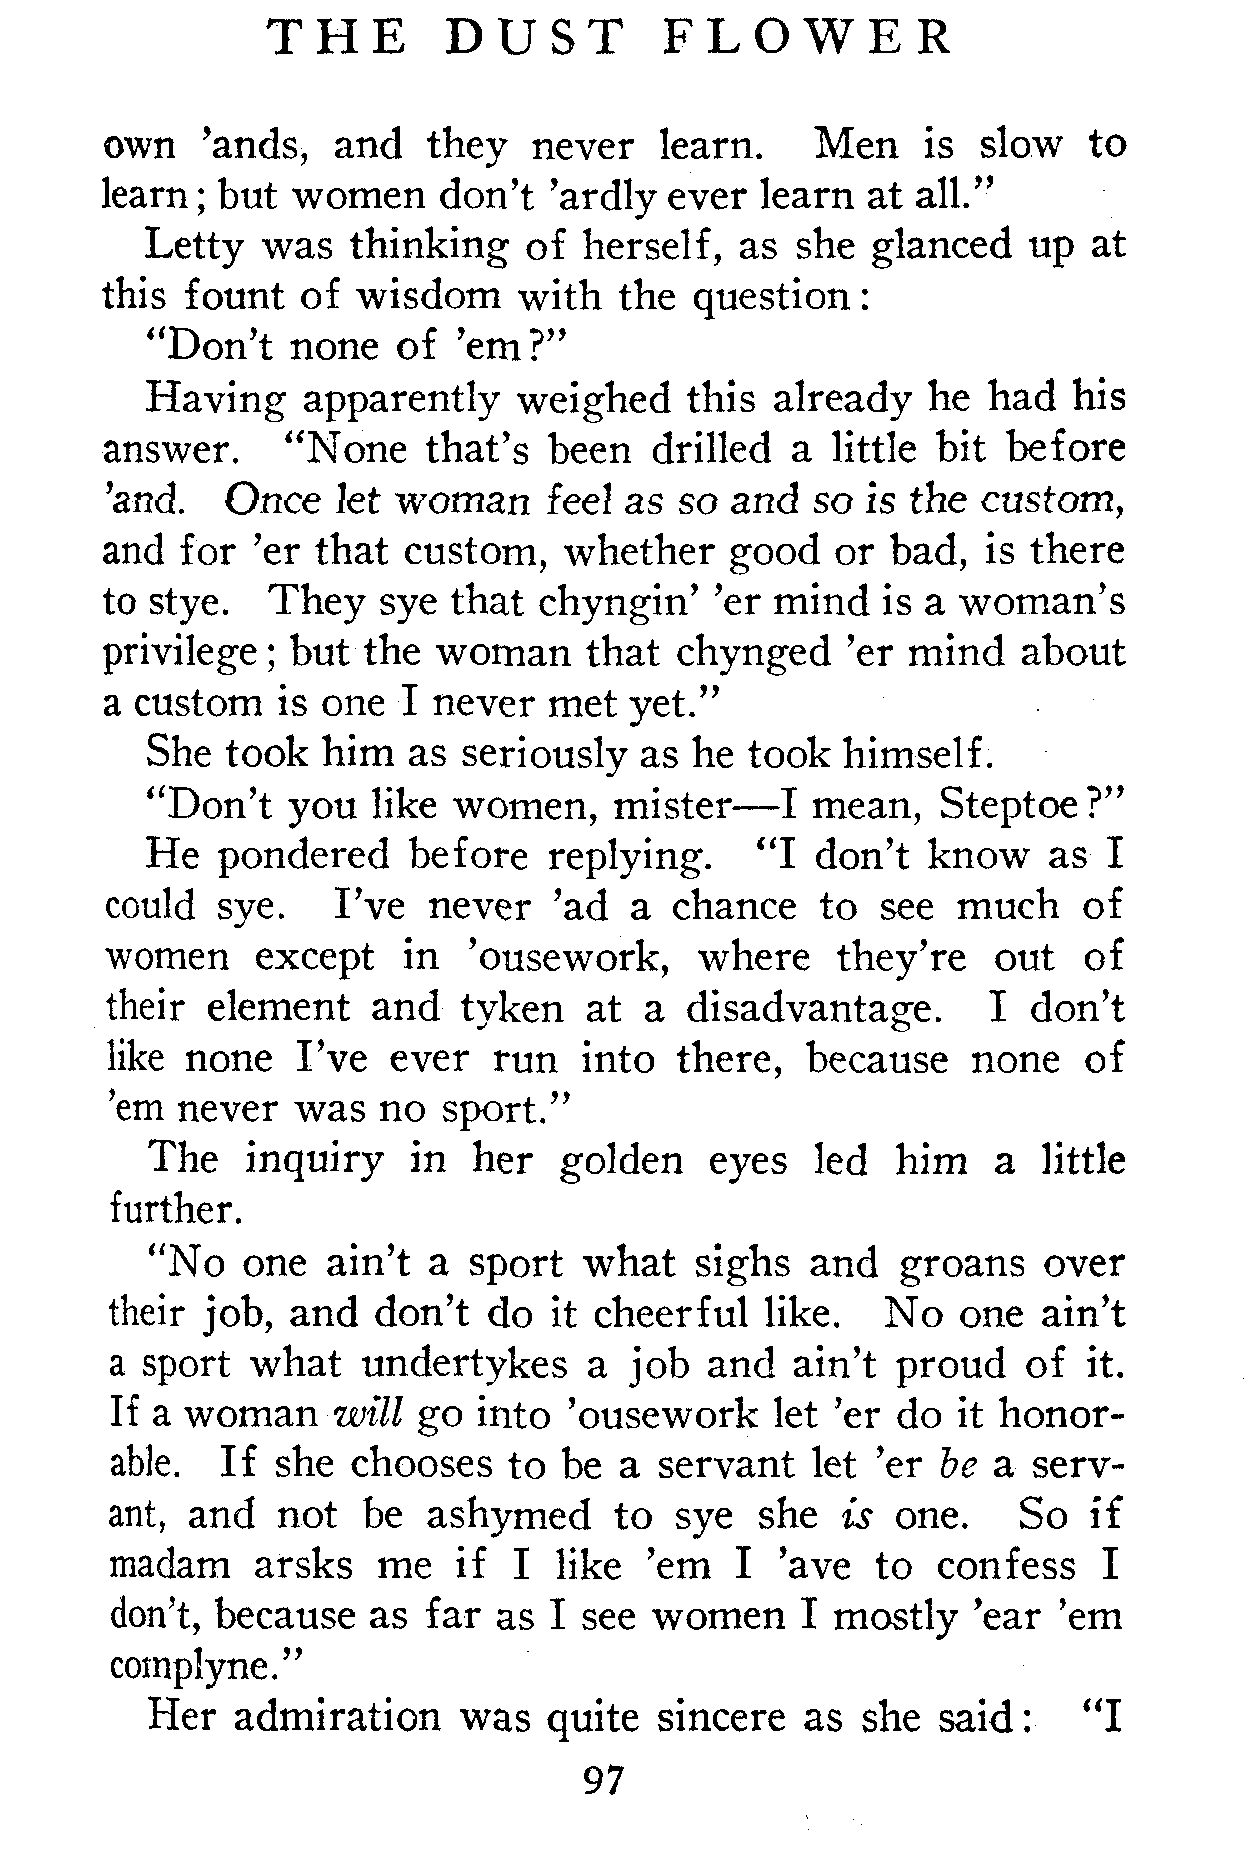 THE DUST FLOWER
own 'ands, and they never learn. Men is slow to
learn; but women don't 'ardly ever learn at all."
Letty was thinking of herself, as she glanced up at
this fount of wisdom with the question:
"Don't none of 'em?"
Having apparently weighed this already he had his
answer. "None that's been drilled a little bit before
'and. Once let woman feel as so and so is the custom,
and for 'er that custom, whether good or bad, is there
to stye. They sye that chyngin' 'er mind is a woman's
privilege; but the woman that chynged 'er mind about
a custom is one I never met yet."
She took him as seriously as he took himself.
"Don't you like women, mister—I mean, Steptoe?"
He pondered before replying. "I don't know as I
could sye. I've never 'ad a chance to see much of
women except in 'ousework, where they're out of
their element and tyken at a disadvantage. I don't
like none I've ever run into there, because none of
'em never was no sport."
The inquiry in her golden eyes led him a little
further.
"No one ain't a sport what sighs and groans over
their job, and don't do it cheerful like. No one ain't
a sport what undertykes a job and ain't proud of it.
If a woman will go into 'ousework let 'er do it honor-
able. If she chooses to be a servant let 'er be a serv-
ant, and not be ashymed to sye she is one. So if
madam arsks me if I like 'em I 'ave to confess I
don't, because as far as I see women I mostly 'ear 'em
complyne."
Her admiration was quite sincere as she said: "I
97